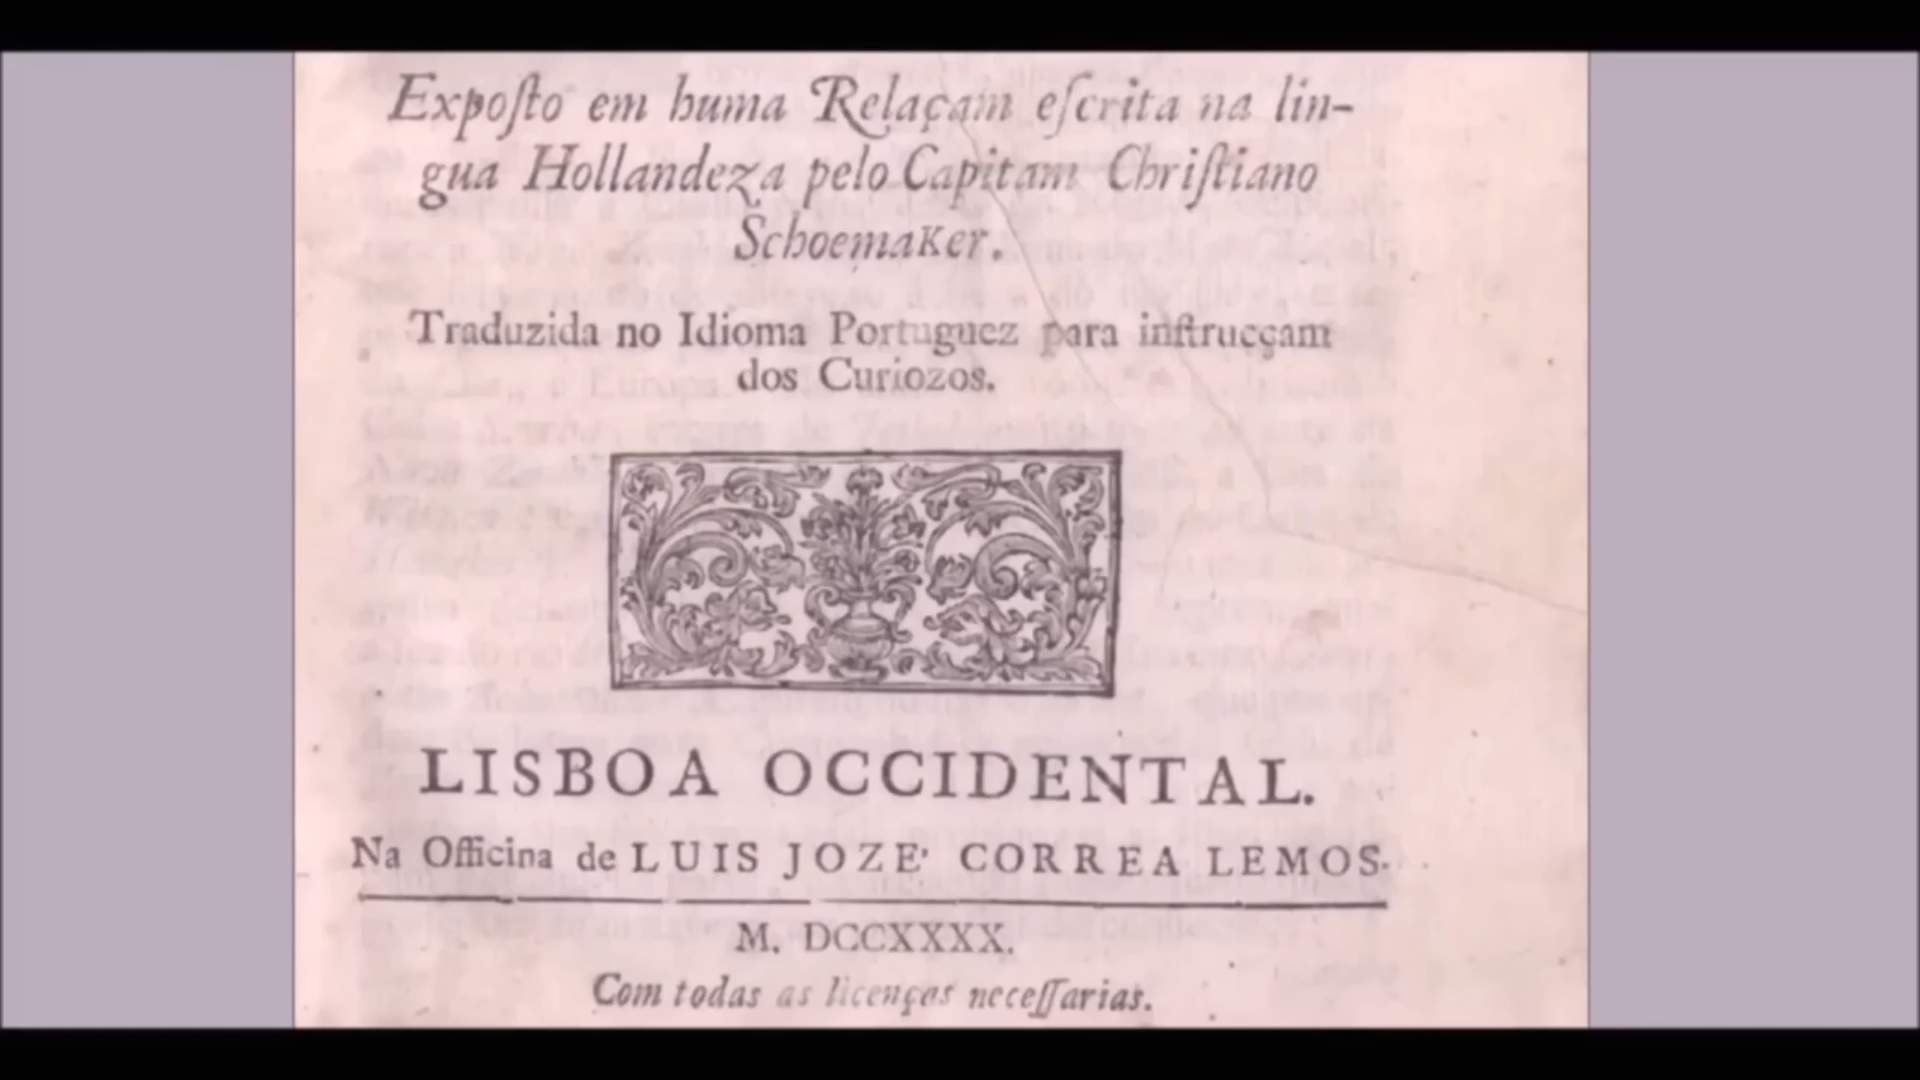 Expoſto em huma Relaçam eſcrita na lin-
gua Hollandeza pelo Capitam Chriſtiano
Schoemaker.
Traduzida no Idioma Portuguez para inſtrucçam
dos Curiozos.
LISBOA OCCIDENTAL.
Na Officina de LUIS JOZE' CORREA LEMOS.
M. DCCXXXX.
Com todas as licenças neceſſarias.